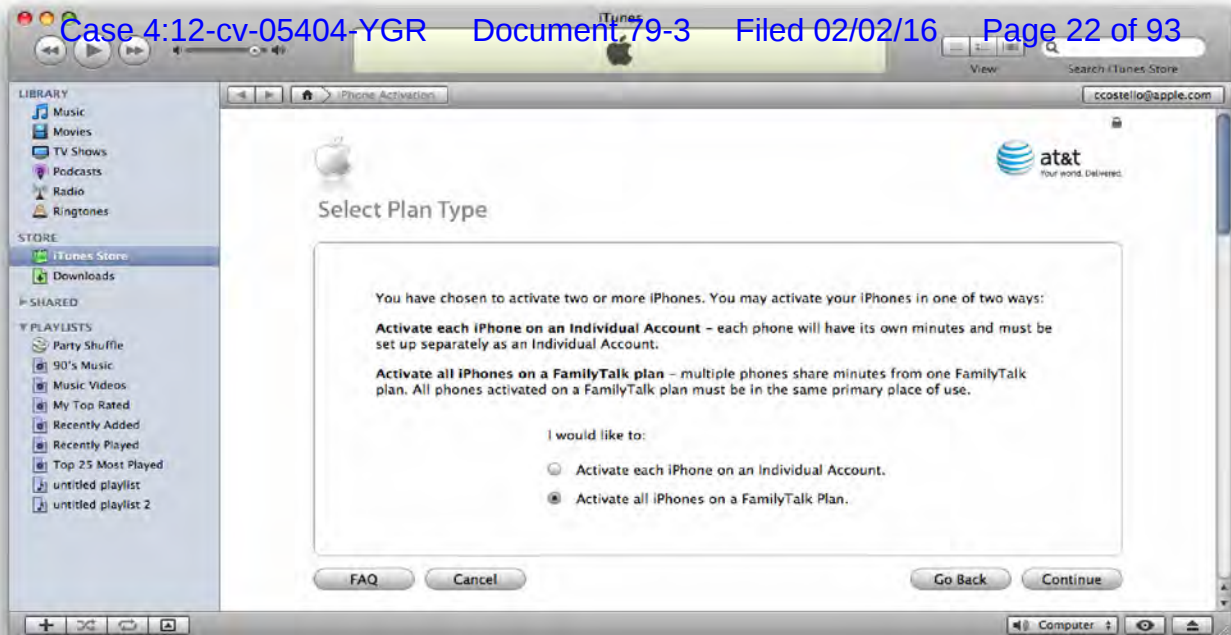 iTunes
Case 4:12-cv-05404-YGR Document 79-3 Filed 02/02/16 Page 22 of 93
View
Search iTunes Store
LIBRARY
Music
Movies
TV Shows
Podcasts
Radio
Ringtones
STORE
iTunes Store
Downloads
SHARED
PLAYLISTS
Party Shuffle
90's Music
Music Videos
My Top Rated
Recently Added
Recently Played
Top 25 Most Played
untitled playlist
untitled playlist 2
Phone Activation
ccostello@apple.com
at&t
Your world. Delivered.
Select Plan Type
You have chosen to activate two or more iPhones. You may activate your iPhones in one of two ways:
Activate each iPhone on an Individual Account – each phone will have its own minutes and must be
set up separately as an Individual Account.
Activate all iPhones on a FamilyTalk plan – multiple phones share minutes from one FamilyTalk
plan. All phones activated on a FamilyTalk plan must be in the same primary place of use.
I would like to:
Activate each iPhone on an Individual Account.
Activate all iPhones on a FamilyTalk Plan.
FAQ
Cancel
Go Back
Continue
Computer